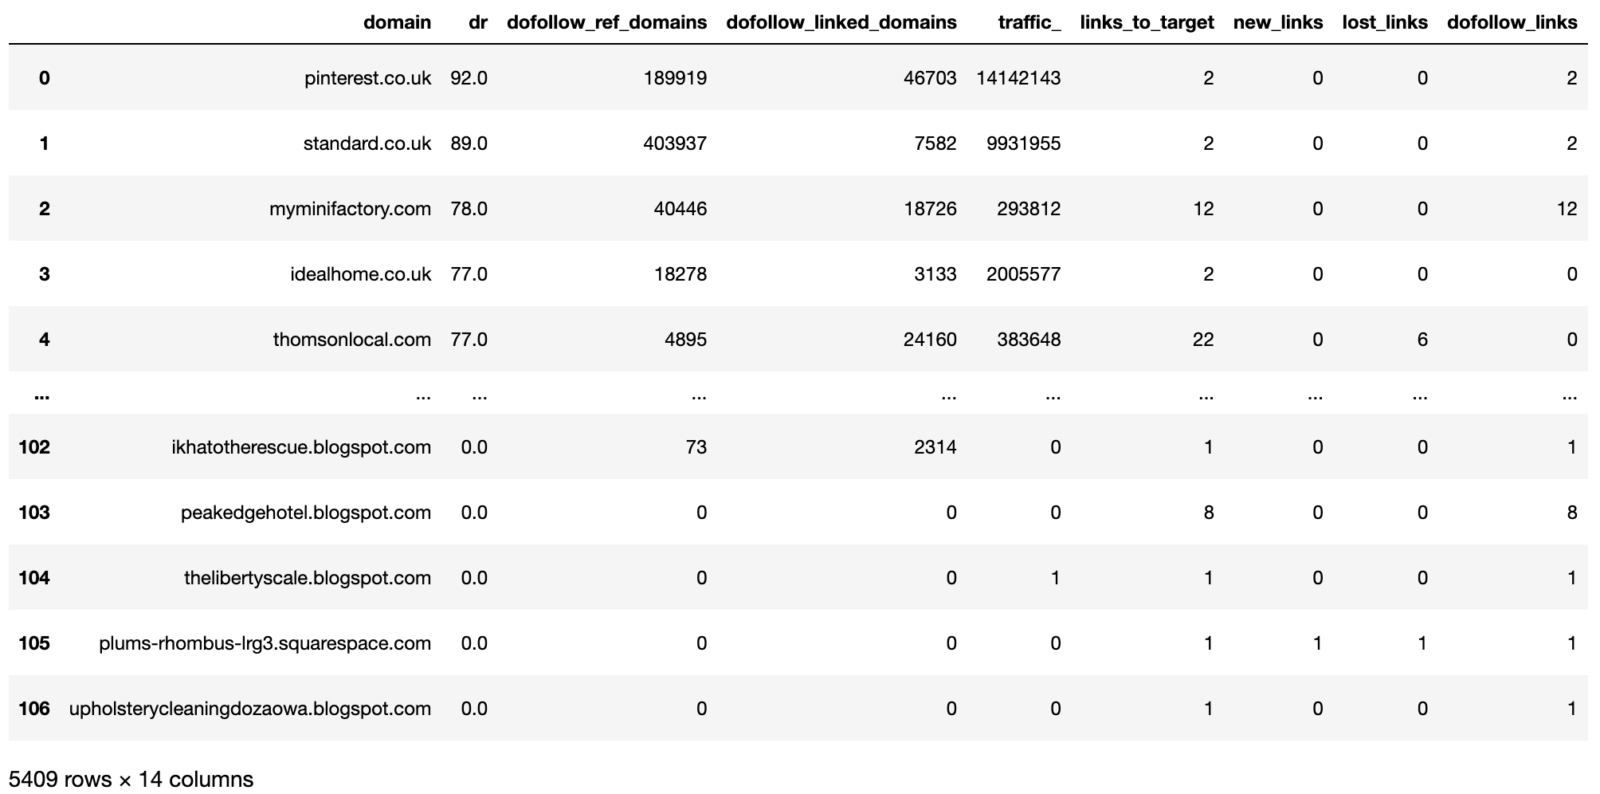 domain dr dofollow_ref_domains dofollow_linked_domains traffic_ links_to_target new_links lost_links dofollow_links
0 pinterest.co.uk 92.0 189919 46703 14142143 2 0 0 2
1 standard.co.uk 89.0 403937 7582 9931955 2 0 0 2
2 myminifactory.com 78.0 40446 18726 293812 12 0 0 12
3 idealhome.co.uk 77.0 18278 3133 2005577 2 0 0 0
4 thomsonlocal.com 77.0 4895 24160 383648 22 0 6 0
... ... ... ... ... ... ... ... ... ...
102 ikhatotherescue.blogspot.com 0.0 73 2314 0 1 0 0 1
103 peakedgehotel.blogspot.com 0.0 0 0 0 8 0 0 8
104 thelibertyscale.blogspot.com 0.0 0 0 1 1 0 0 1
105 plums-rhombus-lrg3.squarespace.com 0.0 0 0 0 1 1 1 1
106 upholsterycleaningdozaowa.blogspot.com 0.0 0 0 0 1 0 0 1
5409 rows × 14 columns